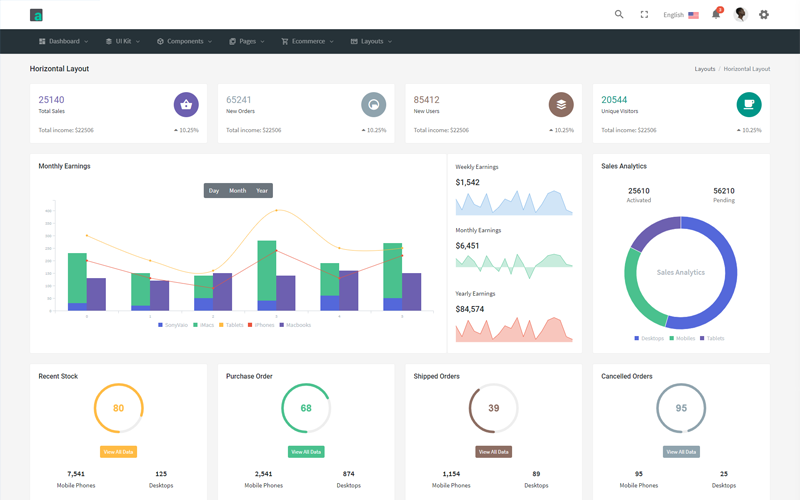 a
English
3
Dashboard
UI Kit
Components
Pages
Ecommerce
Layouts
Horizontal Layout
Layouts / Horizontal Layout
25140
Total Sales
Total income: $22506
10.25%
65241
New Orders
Total income: $22506
10.25%
85412
New Users
Total income: $22506
10.25%
20544
Unique Visitors
Total income: $22506
10.25%
Monthly Earnings
Day Month Year
SonyVaio iMacs Tablets iPhones Macbooks
Weekly Earnings
$1,542
Monthly Earnings
$6,451
Yearly Earnings
$84,574
Sales Analytics
25610
Activated
56210
Pending
Sales Analytics
Desktops Mobiles Tablets
Recent Stock
80
View All Data
7,541
Mobile Phones
125
Desktops
Purchase Order
68
View All Data
2,541
Mobile Phones
874
Desktops
Shipped Orders
39
View All Data
1,154
Mobile Phones
89
Desktops
Cancelled Orders
95
View All Data
95
Mobile Phones
25
Desktops